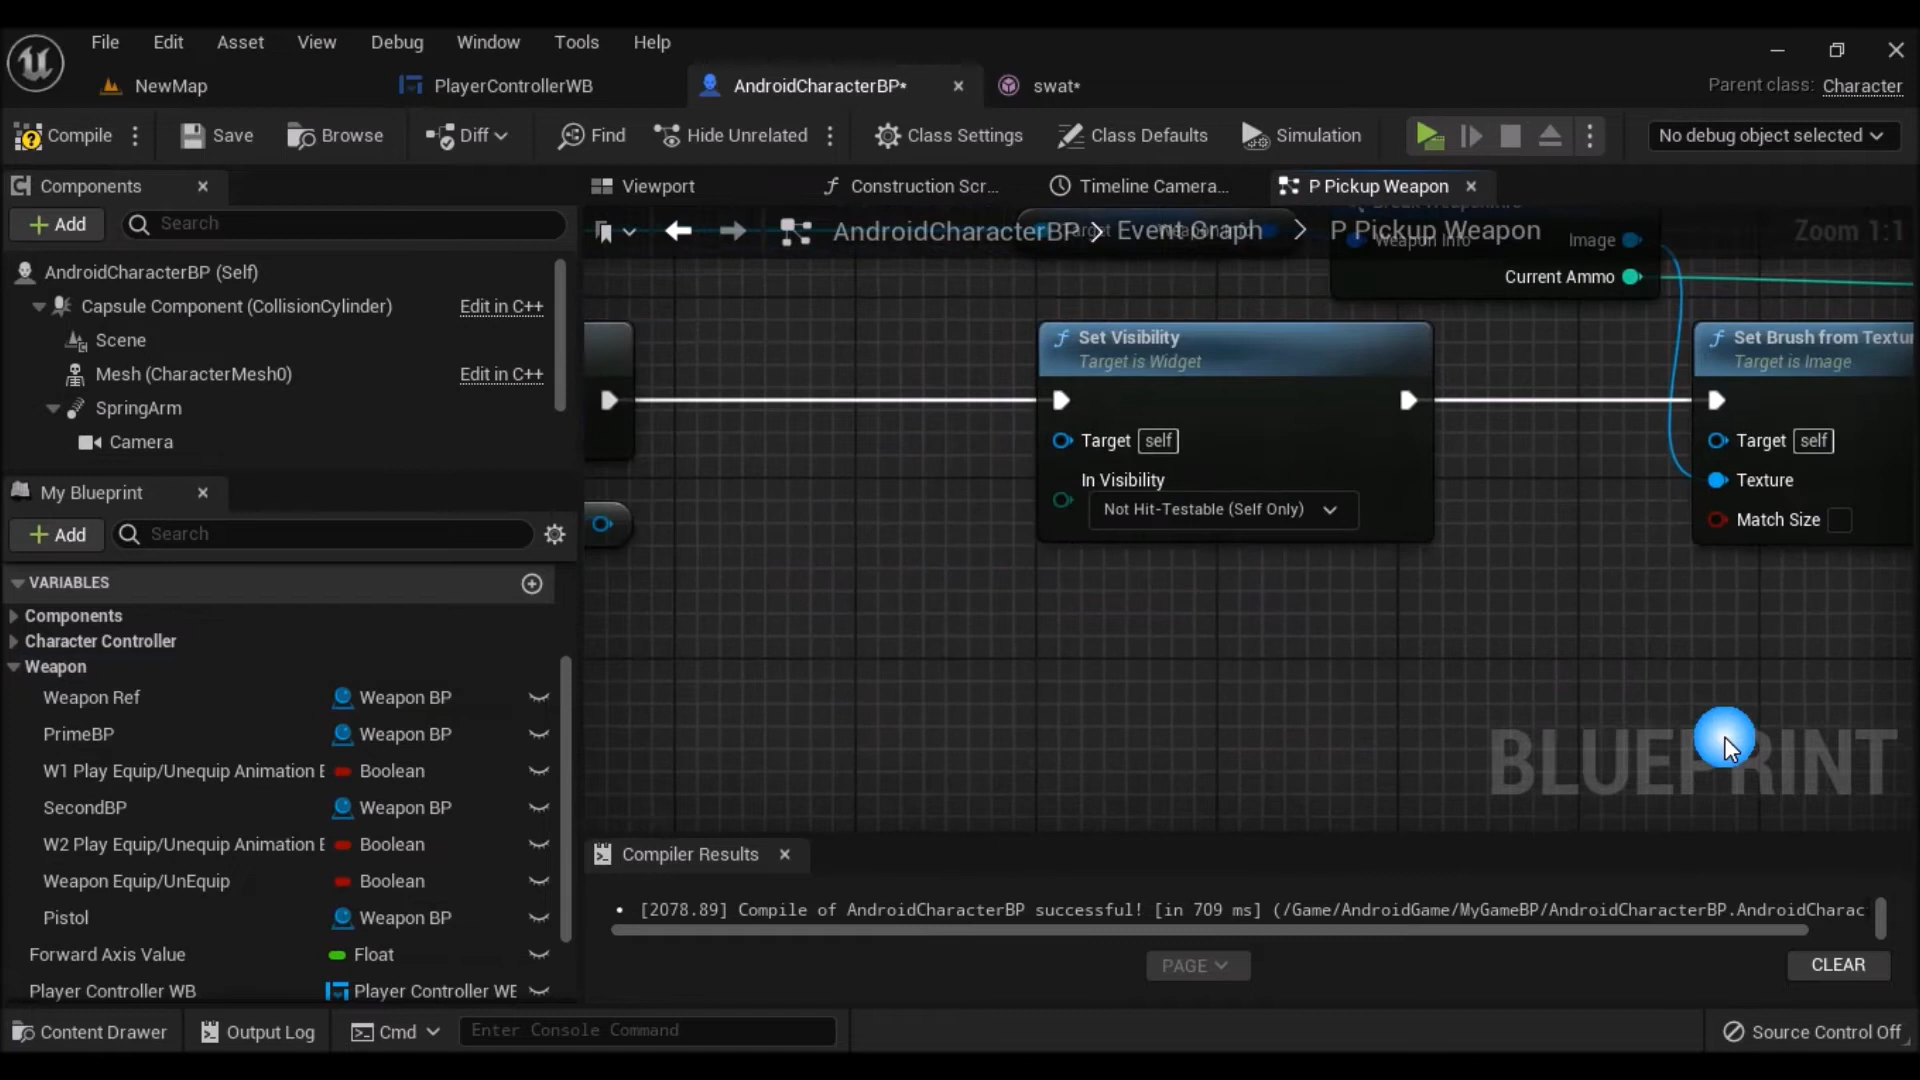 File Edit Asset View Debug Window Tools Help
NewMap PlayerControllerWB AndroidCharacterBP* swat* Parent class: Character
Compile Save Browse Diff Find Hide Unrelated Class Settings Class Defaults Simulation No debug object selected
Components Viewport Construction Scr... Timeline Camera... P Pickup Weapon
Add Search
AndroidCharacterBP Event Graph P Pickup Weapon Zoom 1:1
Target
Weapon Info Image
AndroidCharacterBP (Self)
Current Ammo
Capsule Component (CollisionCylinder) Edit in C++
Scene
Mesh (CharacterMesh0) Edit in C++
SpringArm
Camera
Set Visibility
Target is Widget
Target self
In Visibility
Not Hit-Testable (Self Only)
Set Brush from Textur
Target is Image
Target self
Texture
Match Size
My Blueprint
Add Search
VARIABLES
Components
Character Controller
Weapon
Weapon Ref Weapon BP
PrimeBP Weapon BP
W1 Play Equip/Unequip Animation E Boolean
SecondBP Weapon BP
W2 Play Equip/Unequip Animation E Boolean
Weapon Equip/UnEquip Boolean
Pistol Weapon BP
Forward Axis Value Float
Player Controller WB Player Controller WE
BLUEPRINT
Compiler Results
• [2078.89] Compile of AndroidCharacterBP successful! [in 709 ms] (/Game/AndroidGame/MyGameBP/AndroidCharacterBP.AndroidCharac
PAGE CLEAR
Content Drawer Output Log Cmd Enter Console Command Source Control Off